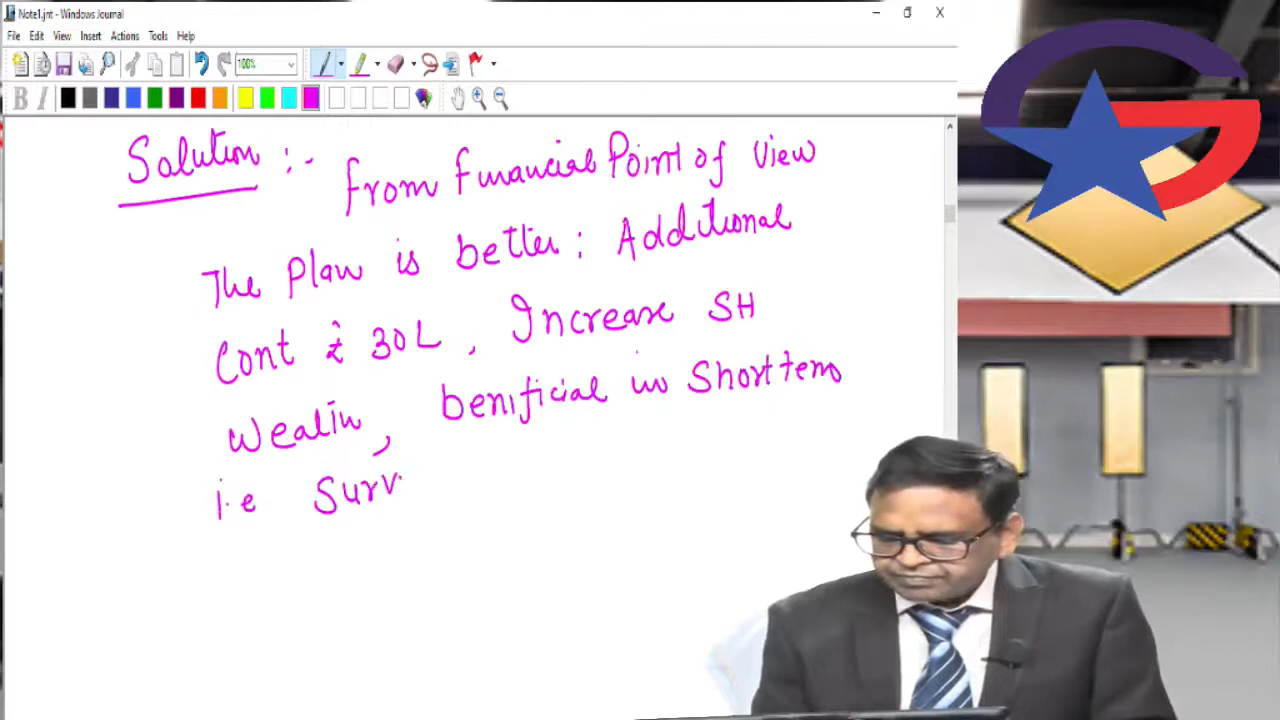 Note1.jnt - Windows Journal
File Edit View Insert Actions Tools Help
100%
B I
Solution :-
From Financial Point of View
The Plan is better : Additional
Cont ₹ 30L , Increase SH
Wealth , benificial in Short term
i.e Surv